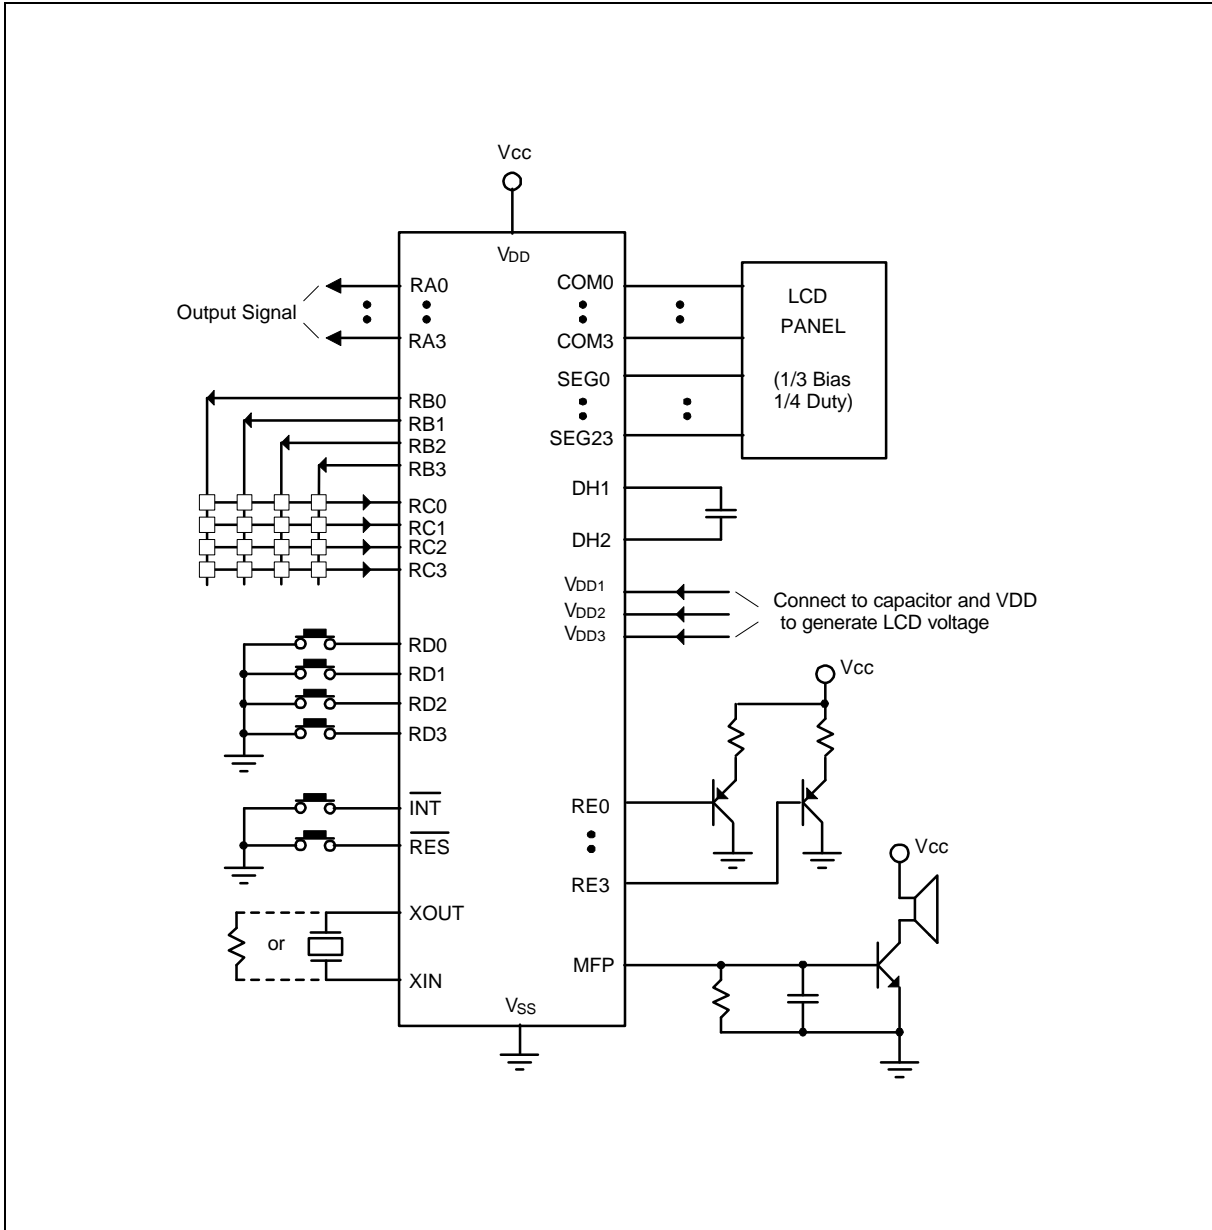 Vcc
VDD
RA0
Output Signal
RA3
RB0
RB1
RB2
RB3
RC0
RC1
RC2
RC3
RD0
RD1
RD2
RD3
INT
RES
XOUT
or
XIN
VSS
COM0
COM3
SEG0
SEG23
LCD
PANEL
(1/3 Bias
1/4 Duty)
DH1
DH2
VDD1
VDD2
VDD3
Connect to capacitor and VDD
to generate LCD voltage
Vcc
RE0
RE3
Vcc
MFP